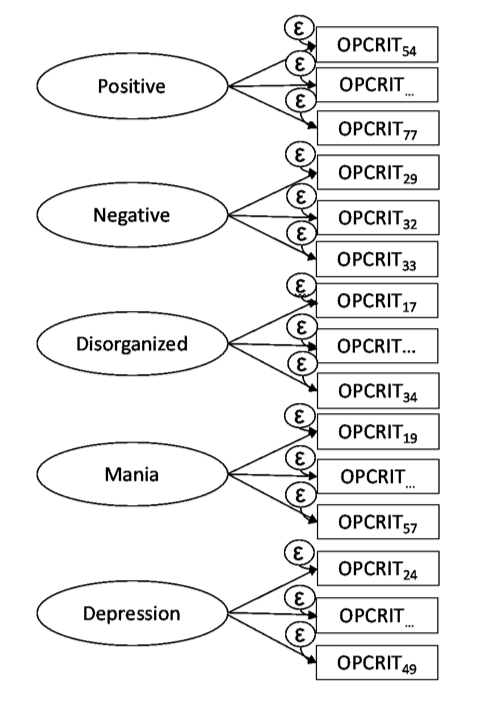 ε
OPCRIT54
ε
Positive
OPCRIT...
ε
OPCRIT77
ε
OPCRIT29
ε
Negative
OPCRIT32
ε
OPCRIT33
ε
OPCRIT17
ε
Disorganized
OPCRIT...
ε
OPCRIT34
ε
OPCRIT19
ε
Mania
OPCRIT...
ε
OPCRIT57
ε
OPCRIT24
ε
Depression
OPCRIT...
ε
OPCRIT49